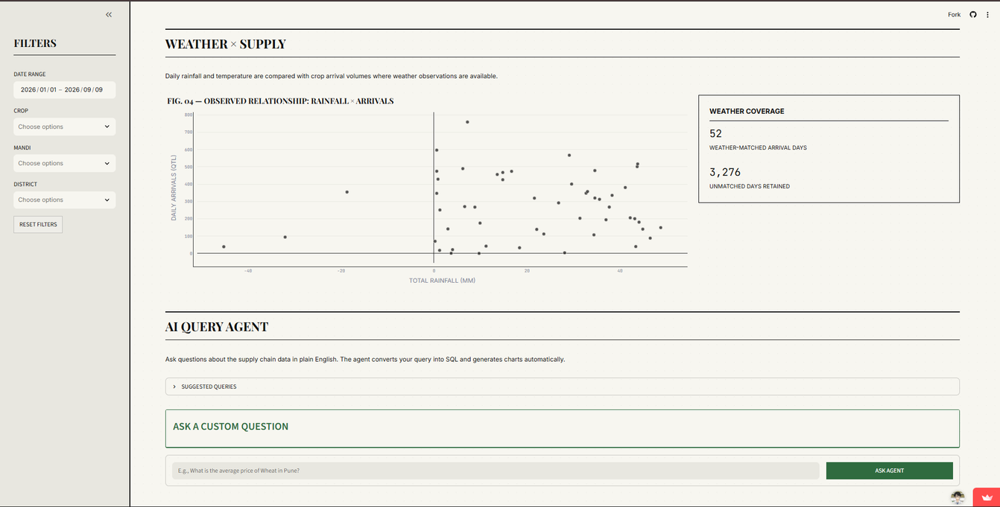 Fork
FILTERS
DATE RANGE
2026/01/01 – 2026/09/09
CROP
Choose options
MANDI
Choose options
DISTRICT
Choose options
RESET FILTERS
WEATHER × SUPPLY
Daily rainfall and temperature are compared with crop arrival volumes where weather observations are available.
FIG. 04 — OBSERVED RELATIONSHIP: RAINFALL × ARRIVALS
DAILY ARRIVALS (QTL)
800
700
600
500
400
300
200
100
0
-40 -20 0 20 40
TOTAL RAINFALL (MM)
WEATHER COVERAGE
52
WEATHER-MATCHED ARRIVAL DAYS
3,276
UNMATCHED DAYS RETAINED
AI QUERY AGENT
Ask questions about the supply chain data in plain English. The agent converts your query into SQL and generates charts automatically.
SUGGESTED QUERIES
ASK A CUSTOM QUESTION
E.g., What is the average price of Wheat in Pune?
ASK AGENT